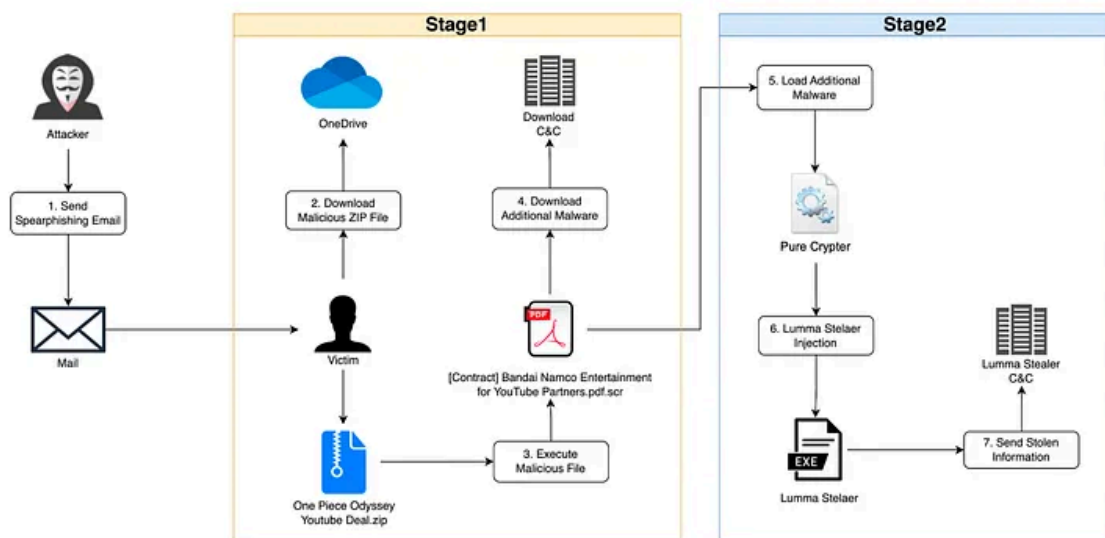 Stage1
Stage2
Attacker
1. Send
Spearphishing Email
Mail
OneDrive
2. Download
Malicious ZIP File
Victim
One Piece Odyssey
Youtube Deal.zip
Download
C&C
4. Download
Additional Malware
PDF
[Contract] Bandai Namco Entertainment
for YouTube Partners.pdf.scr
3. Execute
Malicious File
5. Load Additional
Malware
Pure Crypter
6. Lumma Stelaer
Injection
EXE
Lumma Stelaer
Lumma Stealer
C&C
7. Send Stolen
Information